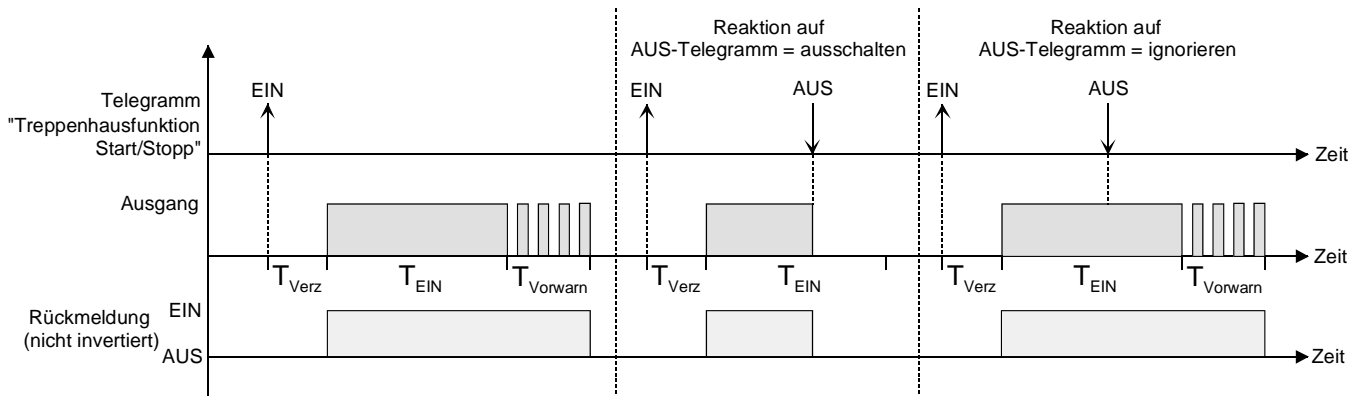 Reaktion auf
AUS-Telegramm = ausschalten
Reaktion auf
AUS-Telegramm = ignorieren
Telegramm
"Treppenhausfunktion
Start/Stopp"
EIN
EIN
AUS
EIN
AUS
Zeit
Ausgang
Zeit
TVerz
TEIN
TVorwarn
TVerz
TEIN
TVerz
TEIN
TVorwarn
Rückmeldung
(nicht invertiert)
EIN
AUS
Zeit